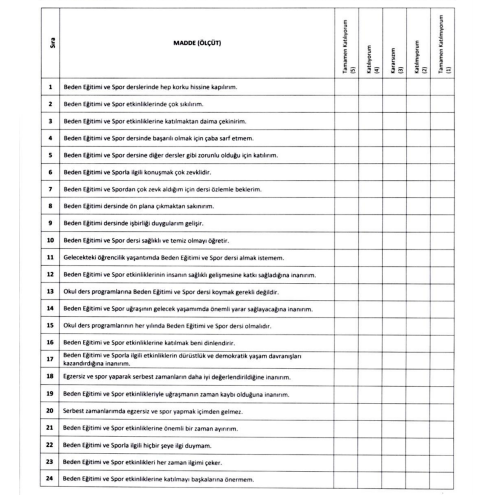 Sıra
MADDE (ÖLÇÜT)
Tamamen Katılıyorum
(5)
Katılıyorum
(4)
Kararsızım
(3)
Katılmıyorum
(2)
Tamamen Katılmıyorum
(1)
1 Beden Eğitimi ve Spor derslerinde hep korku hissine kapılırım.
2 Beden Eğitimi ve Spor etkinliklerinde çok sıkılırım.
3 Beden Eğitimi ve Spor etkinliklerine katılmaktan daima çekinirim.
4 Beden Eğitimi ve Spor dersinde başarılı olmak için çaba sarf etmem.
5 Beden Eğitimi ve Spor dersine diğer dersler gibi zorunlu olduğu için katılırım.
6 Beden Eğitimi ve Sporla ilgili konuşmak çok zevklidir.
7 Beden Eğitimi ve Spordan çok zevk aldığım için dersi özlemle beklerim.
8 Beden Eğitimi dersinde ön plana çıkmaktan sakınırım.
9 Beden Eğitimi dersinde işbirliği duygularım gelişir.
10 Beden Eğitimi ve Spor dersi sağlıklı ve temiz olmayı öğretir.
11 Gelecekteki öğrencilik yaşantımda Beden Eğitimi ve Spor dersi almak istemem.
12 Beden Eğitimi ve Spor etkinliklerinin insanın sağlıklı gelişmesine katkı sağladığına inanırım.
13 Okul ders programlarına Beden Eğitimi ve Spor dersi koymak gerekli değildir.
14 Beden Eğitimi ve Spor uğraşının gelecek yaşamımda önemli yarar sağlayacağına inanırım.
15 Okul ders programlarının her yılında Beden Eğitimi ve Spor dersi olmalıdır.
16 Beden Eğitimi ve Spor etkinliklerine katılmak beni dinlendirir.
17 Beden Eğitimi ve Sporla ilgili etkinliklerin dürüstlük ve demokratik yaşam davranışları
kazandırdığına inanırım.
18 Egzersiz ve spor yaparak serbest zamanların daha iyi değerlendirildiğine inanırım.
19 Beden Eğitimi ve Spor etkinlikleriyle uğraşmanın zaman kaybı olduğuna inanırım.
20 Serbest zamanlarımda egzersiz ve spor yapmak içimden gelmez.
21 Beden Eğitimi ve Spor etkinliklerine önemli bir zaman ayırırım.
22 Beden Eğitimi ve Sporla ilgili hiçbir şeye ilgi duymam.
23 Beden Eğitimi ve Spor etkinlikleri her zaman ilgimi çeker.
24 Beden Eğitimi ve Spor etkinliklerine katılmayı başkalarına önermem.